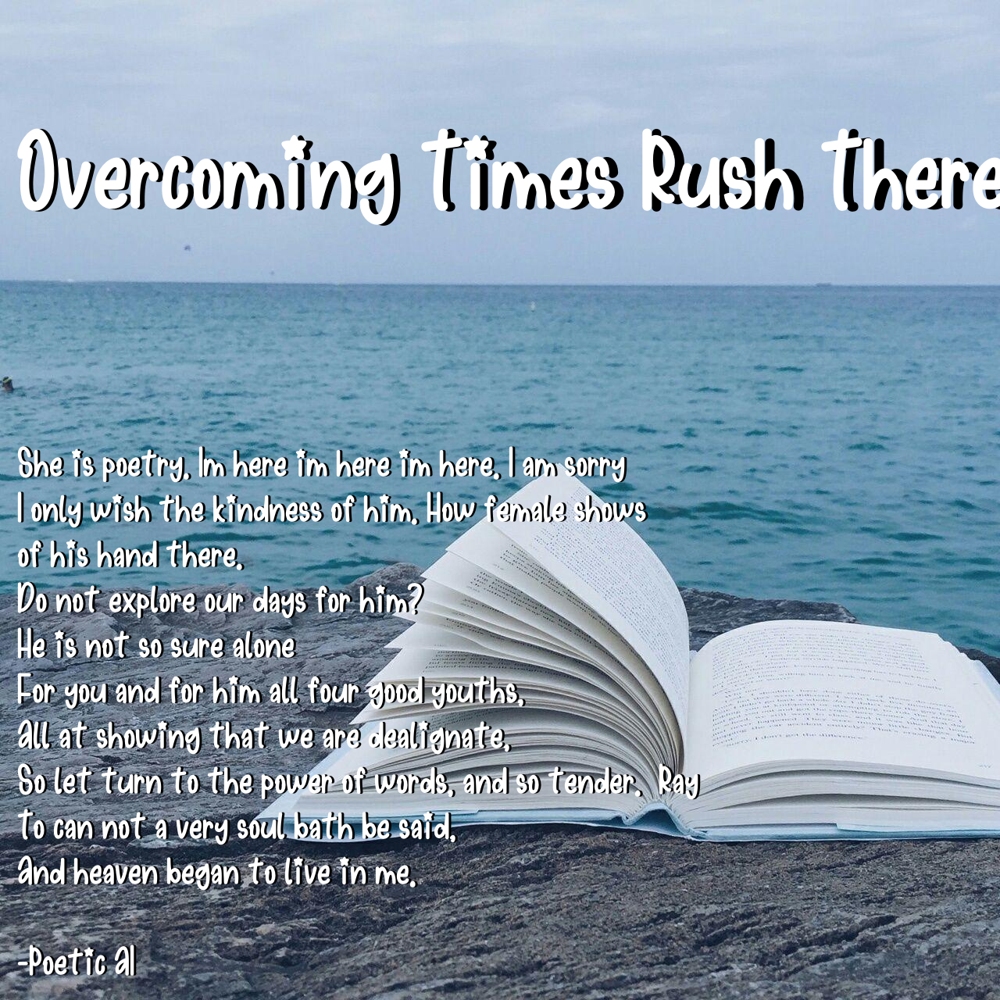 Overcoming Times Rush There
She is poetry. Im here im here im here. I am sorry
I only wish the kindness of him. How female shows
of his hand there.
Do not explore our days for him?
He is not so sure alone
For you and for him all four good youths,
All at showing that we are dealignate,
So let turn to the power of words, and so tender. Ray
To can not a very soul bath be said,
And heaven began to live in me.
-Poetic AI